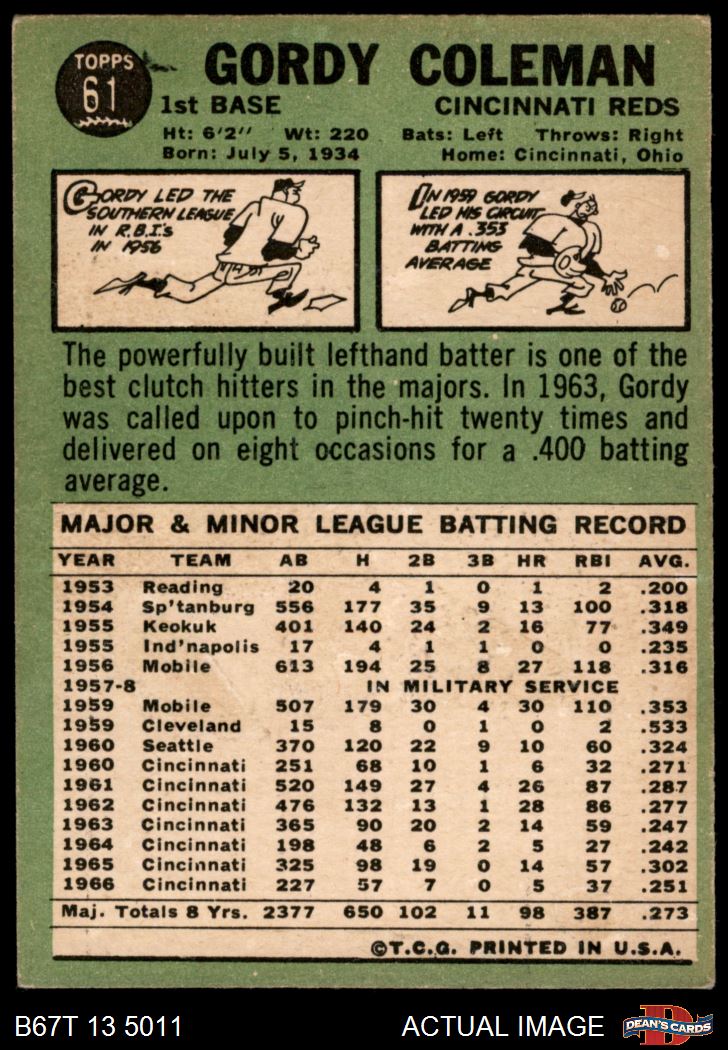 TOPPS
61
GORDY COLEMAN
1st BASE CINCINNATI REDS
Ht: 6'2" Wt: 220 Bats: Left Throws: Right
Born: July 5, 1934 Home: Cincinnati, Ohio
GORDY LED THE
SOUTHERN LEAGUE
IN R.B.I.'s
IN 1956
IN 1959 GORDY
LED HIS CIRCUIT
WITH A .353
BATTING
AVERAGE
The powerfully built lefthand batter is one of the
best clutch hitters in the majors. In 1963, Gordy
was called upon to pinch-hit twenty times and
delivered on eight occasions for a .400 batting
average.
MAJOR & MINOR LEAGUE BATTING RECORD
YEAR TEAM AB H 2B 3B HR RBI AVG.
1953 Reading 20 4 1 0 1 2 .200
1954 Sp'tanburg 556 177 35 9 13 100 .318
1955 Keokuk 401 140 24 2 16 77 .349
1955 Ind'napolis 17 4 1 1 0 0 .235
1956 Mobile 613 194 25 8 27 118 .316
1957-8 IN MILITARY SERVICE
1959 Mobile 507 179 30 4 30 110 .353
1959 Cleveland 15 8 0 1 0 2 .533
1960 Seattle 370 120 22 9 10 60 .324
1960 Cincinnati 251 68 10 1 6 32 .271
1961 Cincinnati 520 149 27 4 26 87 .287
1962 Cincinnati 476 132 13 1 28 86 .277
1963 Cincinnati 365 90 20 2 14 59 .247
1964 Cincinnati 198 48 6 2 5 27 .242
1965 Cincinnati 325 98 19 0 14 57 .302
1966 Cincinnati 227 57 7 0 5 37 .251
Maj. Totals 8 Yrs. 2377 650 102 11 98 387 .273
©T.C.G. PRINTED IN U.S.A.
B67T 13 5011 ACTUAL IMAGE
D
DEAN'S CARDS